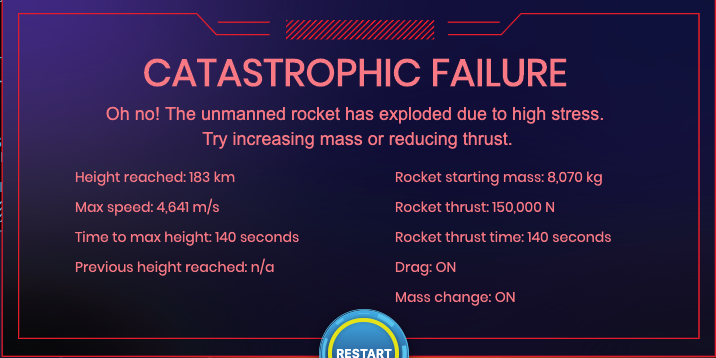 CATASTROPHIC FAILURE
Oh no! The unmanned rocket has exploded due to high stress.
Try increasing mass or reducing thrust.
Height reached: 183 km
Max speed: 4,641 m/s
Time to max height: 140 seconds
Previous height reached: n/a
Rocket starting mass: 8,070 kg
Rocket thrust: 150,000 N
Rocket thrust time: 140 seconds
Drag: ON
Mass change: ON
RESTART